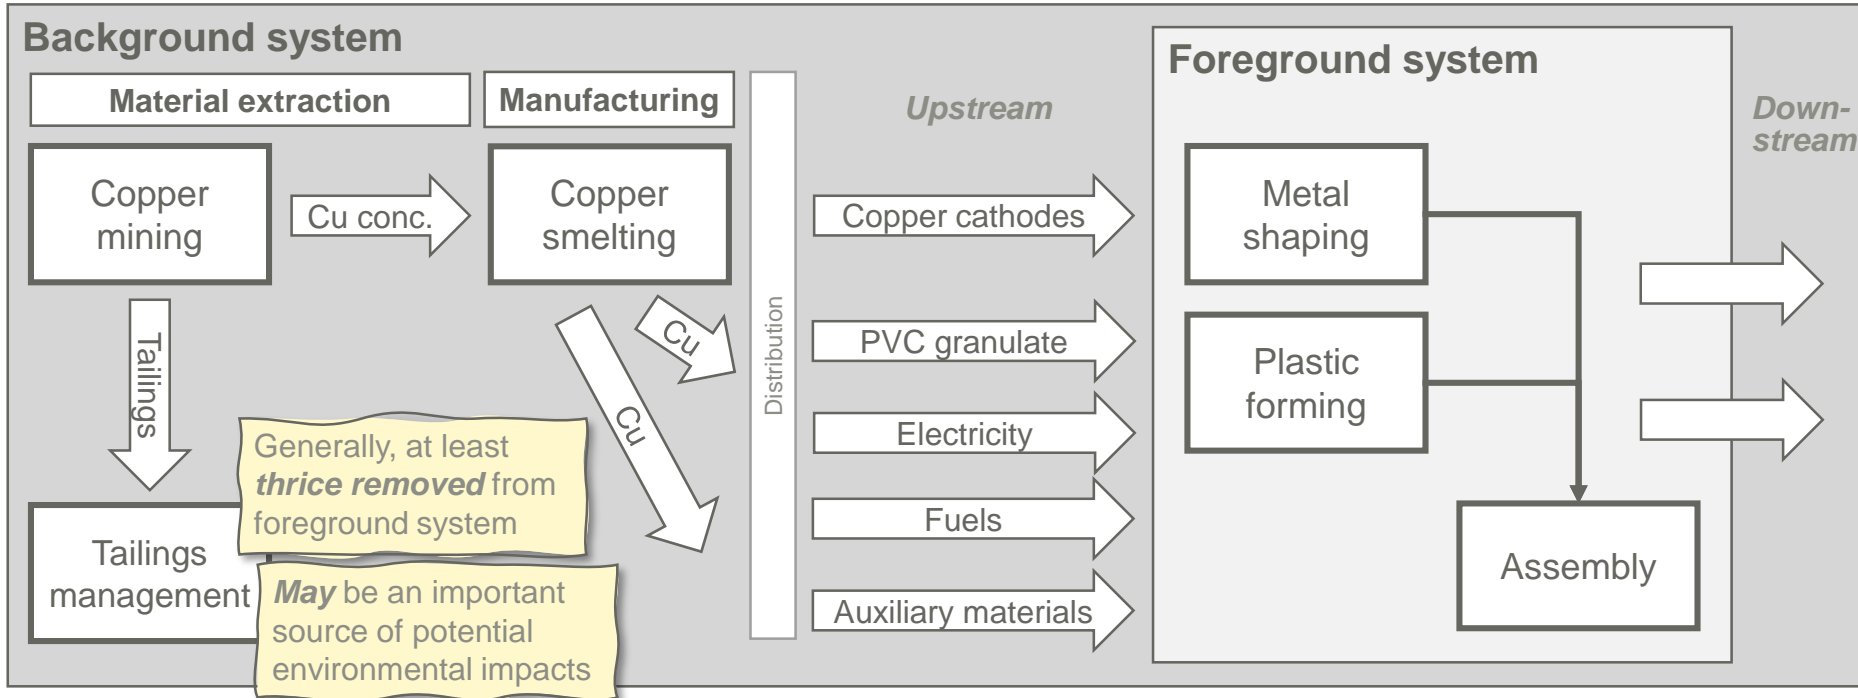 Background system
Material extraction
Manufacturing
Copper
mining
Cu conc.
Copper
smelting
Tailings
Cu
Cu
Tailings
management
Generally, at least
thrice removed from
foreground system
May be an important
source of potential
environmental impacts
Distribution
Upstream
Copper cathodes
PVC granulate
Electricity
Fuels
Auxiliary materials
Foreground system
Metal
shaping
Plastic
forming
Assembly
Down-
stream